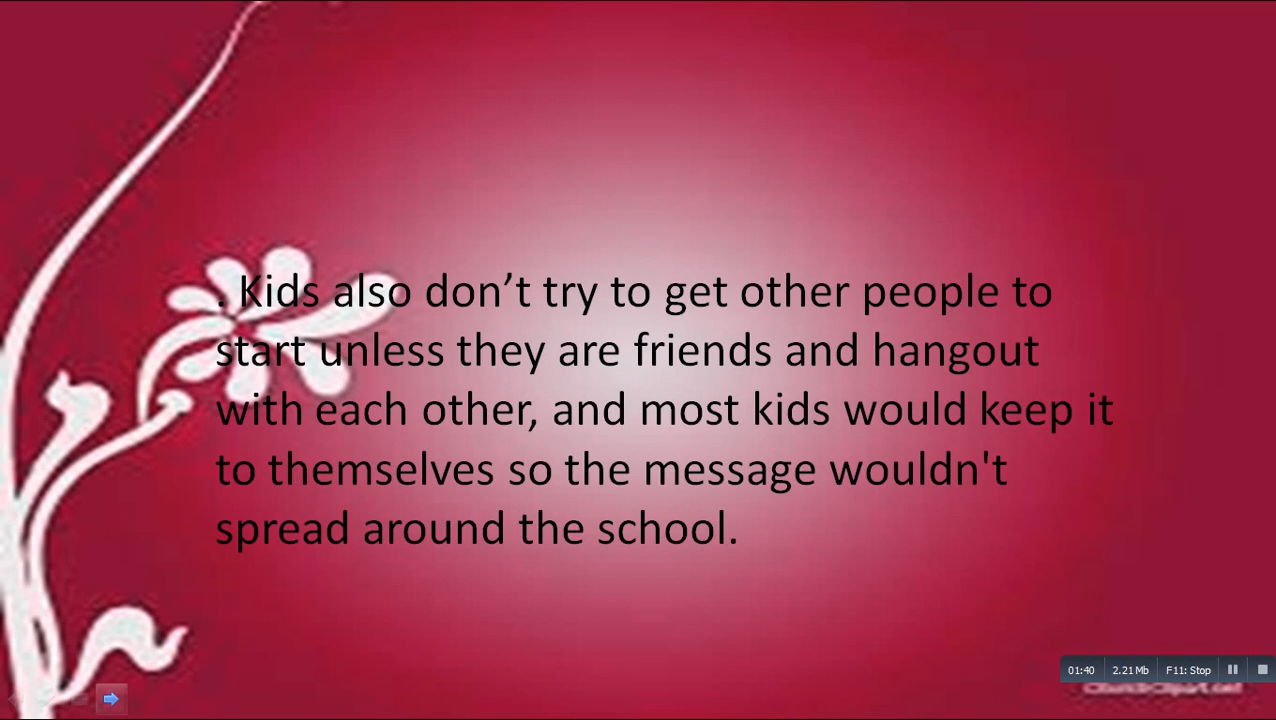 . Kids also don’t try to get other people to
start unless they are friends and hangout
with each other, and most kids would keep it
to themselves so the message wouldn't
spread around the school.
01:40 2.21 Mb F11: Stop